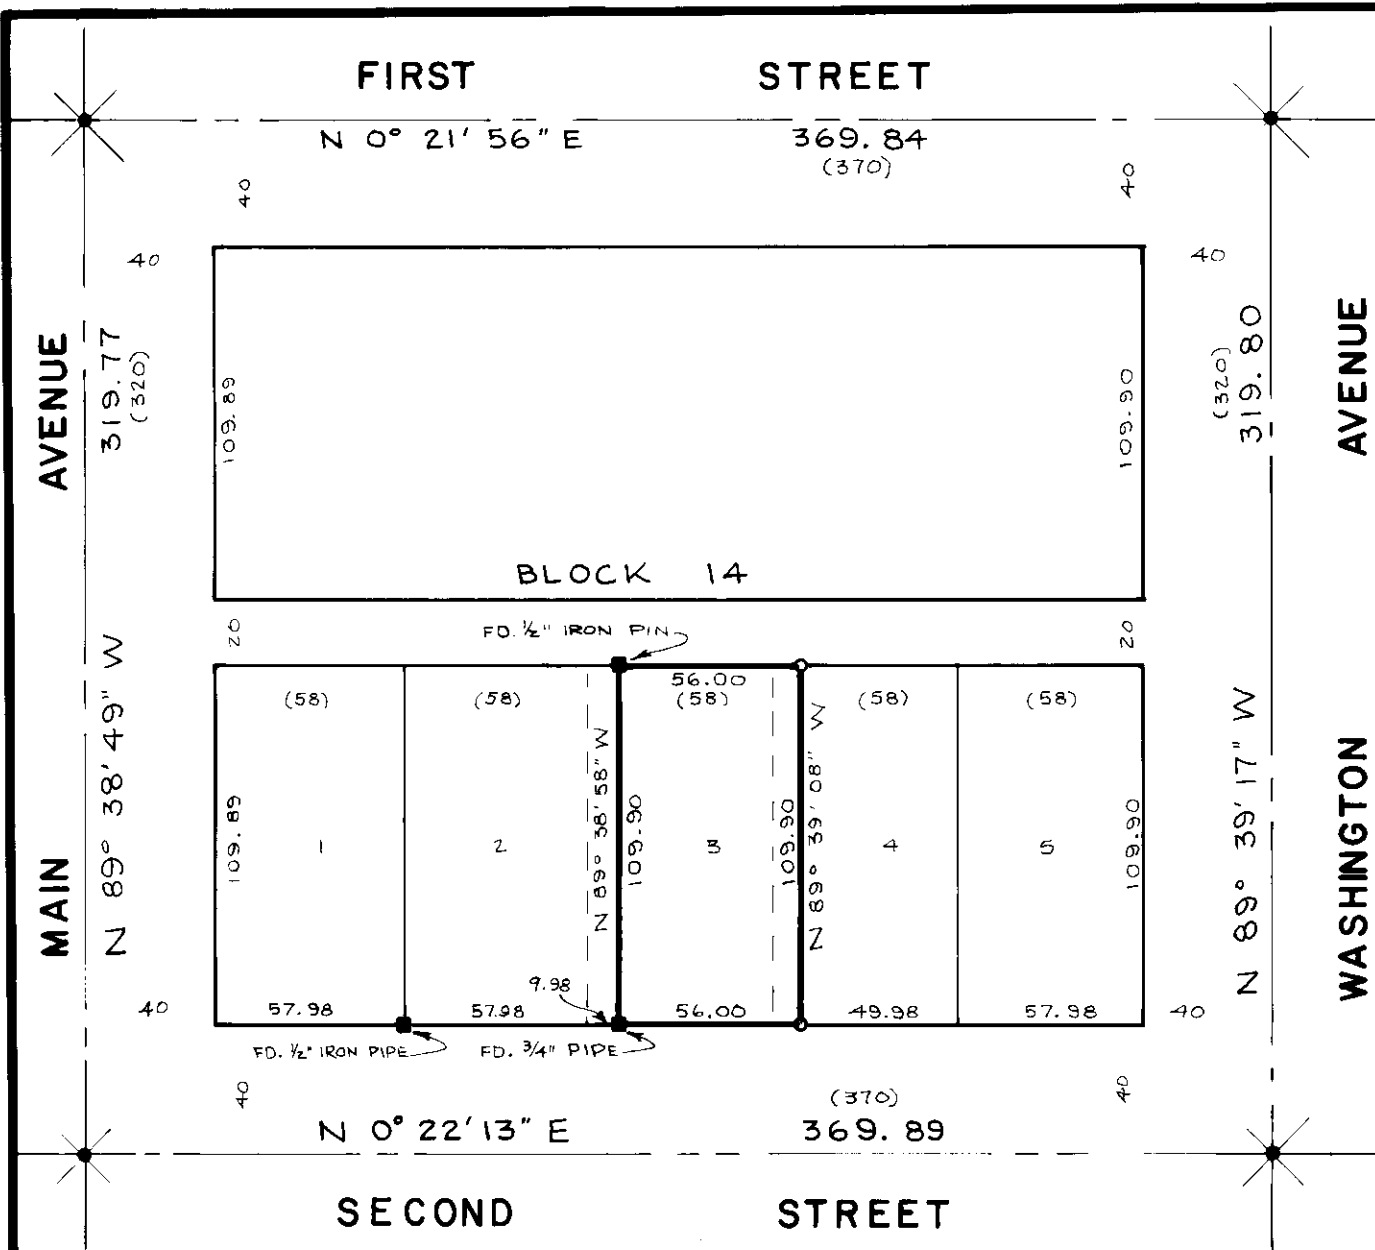 FIRST STREET
N 0° 21' 56" E 369.84
(370)
40 40
40 40
AVENUE
319.77
(320)
109.89
109.90
(320)
319.80
AVENUE
BLOCK 14
20 FD. ½" IRON PIN 20
56.00
(58) (58) (58) (58) (58)
MAIN
N 89° 38' 49" W
109.89
1 2 3 4 5
N 89° 38' 58" W
109.90
109.90
N 89° 39' 08" W
109.90
N 89° 39' 17" W
WASHINGTON
9.98
40 57.98 57.98 56.00 49.98 57.98 40
FD. ½" IRON PIPE FD. ¾" PIPE
40 (370) 40
N 0° 22' 13" E 369.89
SECOND STREET